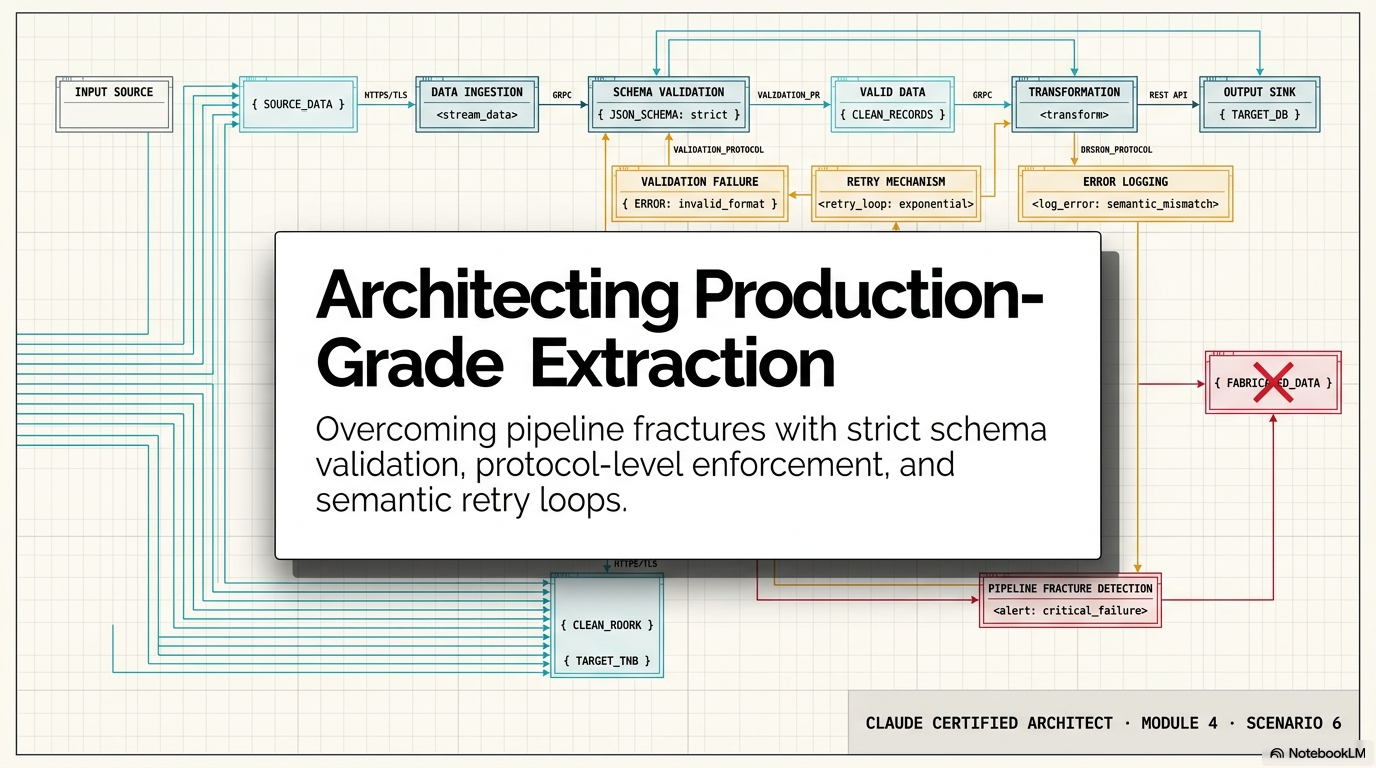 INPUT SOURCE
{ SOURCE_DATA }
HTTPS/TLS
DATA INGESTION
<stream_data>
GRPC
SCHEMA VALIDATION
{ JSON_SCHEMA: strict }
VALIDATION_PR
VALID DATA
{ CLEAN_RECORDS }
GRPC
TRANSFORMATION
<transform>
REST API
OUTPUT SINK
{ TARGET_DB }
VALIDATION_PROTOCOL
DRSRON_PROTOCOL
VALIDATION FAILURE
{ ERROR: invalid_format }
RETRY MECHANISM
<retry_loop: exponential>
ERROR LOGGING
<log_error: semantic_mismatch>
Architecting Production-
Grade Extraction
Overcoming pipeline fractures with strict schema
validation, protocol-level enforcement, and
semantic retry loops.
{ FABRICATED_DATA }
HTTPE/TLS
{ CLEAN_RDORK }
{ TARGET_TNB }
PIPELINE FRACTURE DETECTION
<alert: critical_failure>
CLAUDE CERTIFIED ARCHITECT · MODULE 4 · SCENARIO 6
NotebookLM